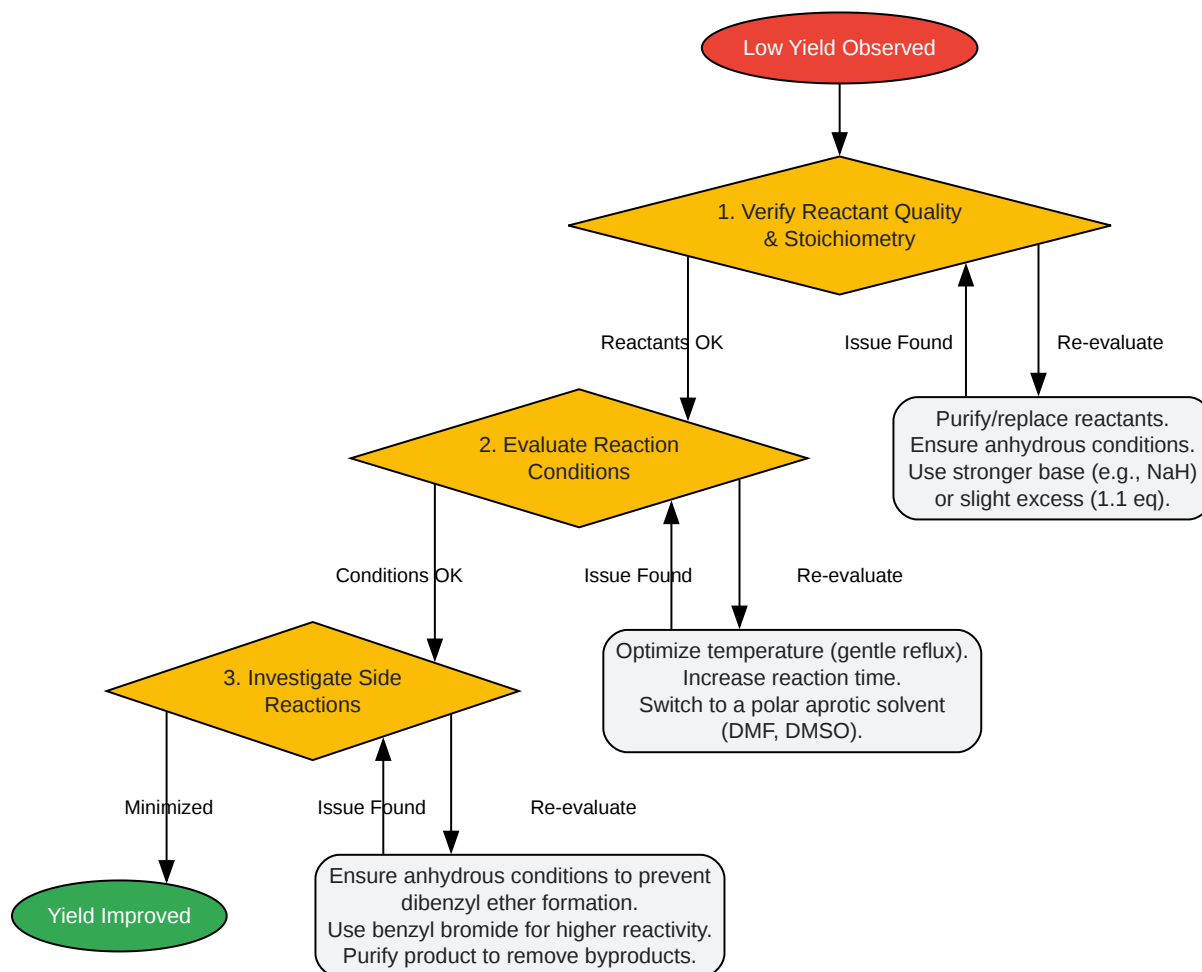 Low Yield Observed
1. Verify Reactant Quality
& Stoichiometry
Reactants OK
Issue Found
Re-evaluate
Purify/replace reactants.
Ensure anhydrous conditions.
Use stronger base (e.g., NaH)
or slight excess (1.1 eq).
2. Evaluate Reaction
Conditions
Conditions OK
Issue Found
Re-evaluate
Optimize temperature (gentle reflux).
Increase reaction time.
Switch to a polar aprotic solvent
(DMF, DMSO).
3. Investigate Side
Reactions
Minimized
Issue Found
Re-evaluate
Ensure anhydrous conditions to prevent
dibenzyl ether formation.
Use benzyl bromide for higher reactivity.
Purify product to remove byproducts.
Yield Improved